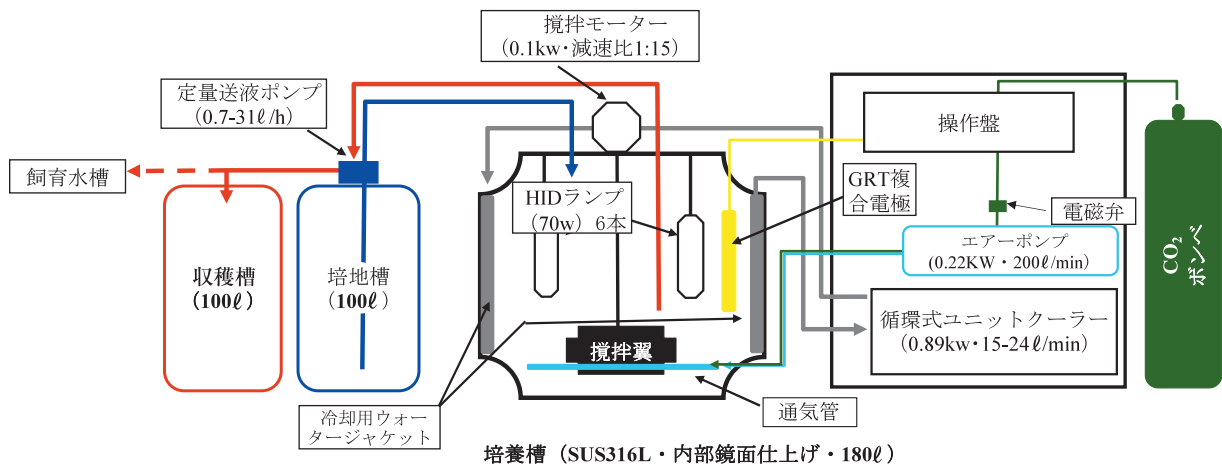 撹拌モーター
(0.1kw・減速比1:15)
定量送液ポンプ
(0.7-31ℓ/h)
飼育水槽
収穫槽
(100ℓ)
培地槽
(100ℓ)
HIDランプ
(70w) 6本
GRT複
合電極
操作盤
電磁弁
エアーポンプ
(0.22KW・200ℓ/min)
循環式ユニットクーラー
(0.89kw・15-24ℓ/min)
CO₂
ボンベ
撹拌翼
冷却用ウォー
タージャケット
通気管
培養槽（SUS316L・内部鏡面仕上げ・180ℓ）